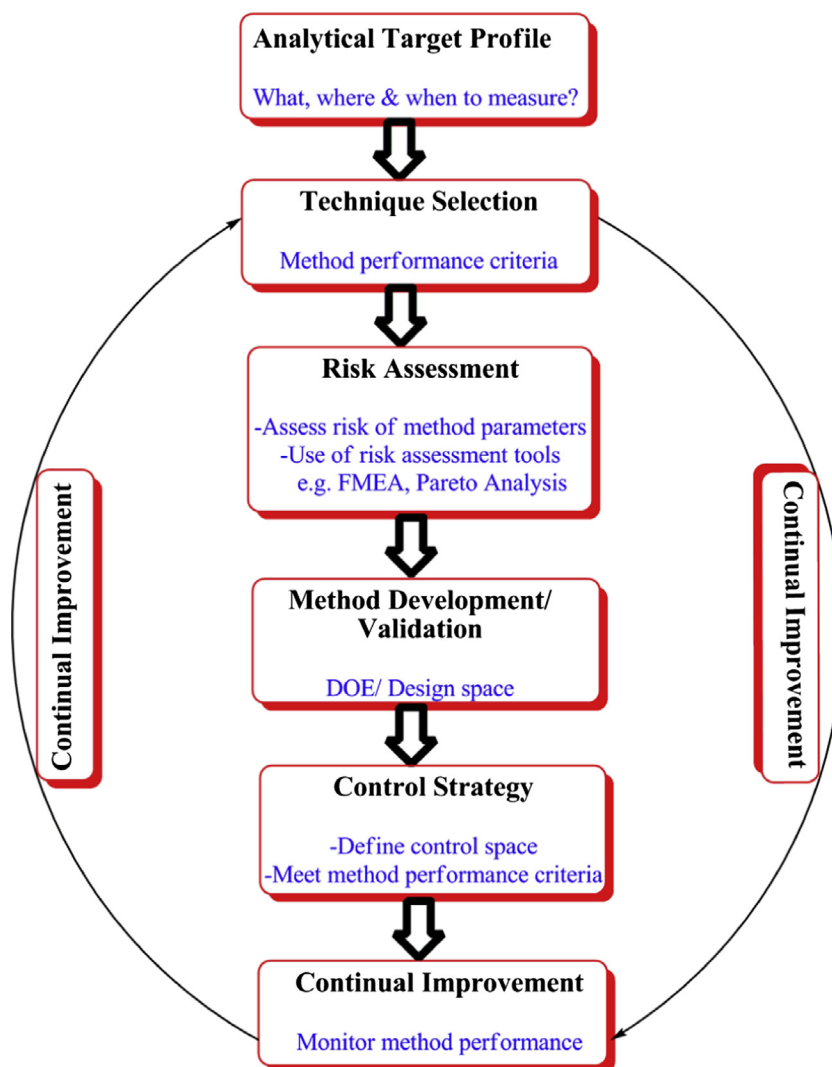 Analytical Target Profile
What, where & when to measure?
Technique Selection
Method performance criteria
Risk Assessment
-Assess risk of method parameters
-Use of risk assessment tools
e.g. FMEA, Pareto Analysis
Continual Improvement
Continual Improvement
Method Development/
Validation
DOE/ Design space
Control Strategy
-Define control space
-Meet method performance criteria
Continual Improvement
Monitor method performance